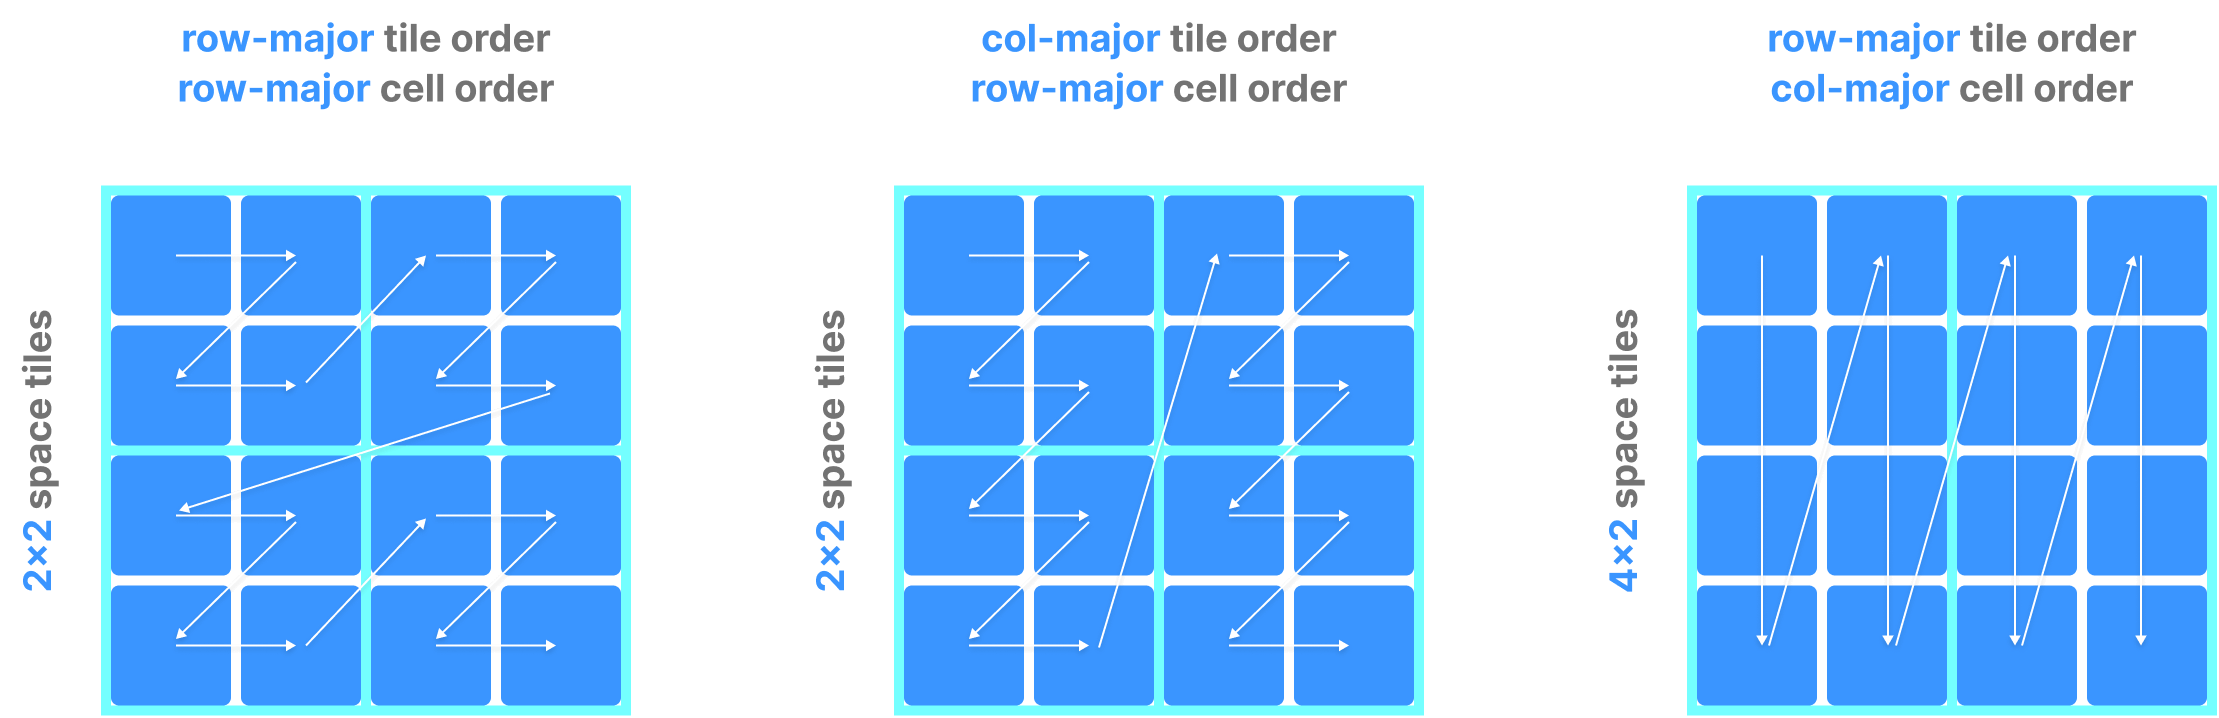 row-major tile order
row-major cell order
2×2 space tiles
col-major tile order
row-major cell order
2×2 space tiles
row-major tile order
col-major cell order
4×2 space tiles